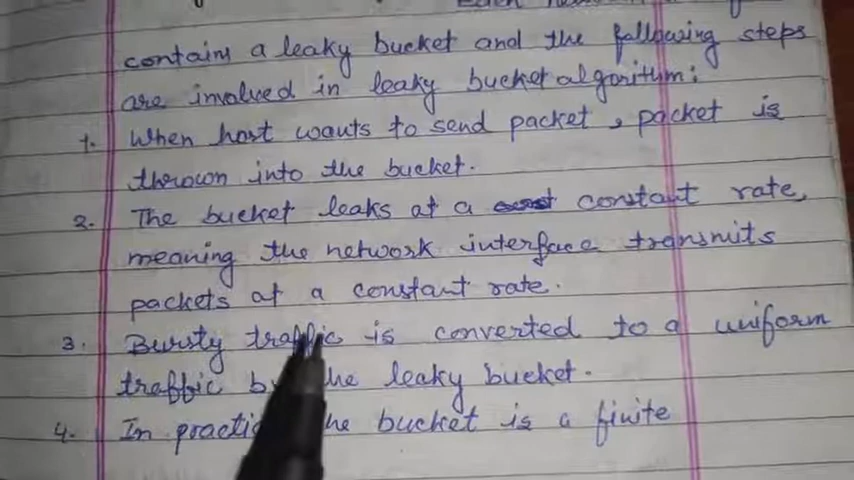 contains a leaky bucket and the following steps
are involved in leaky bucket algorithm:
1. When host wants to send packet, packet is
thrown into the bucket.
2. The bucket leaks at a constant rate,
meaning the network interface transmits
packets at a constant rate.
3. Bursty traffic is converted to a uniform
traffic by the leaky bucket.
4. In the bucket is a finite